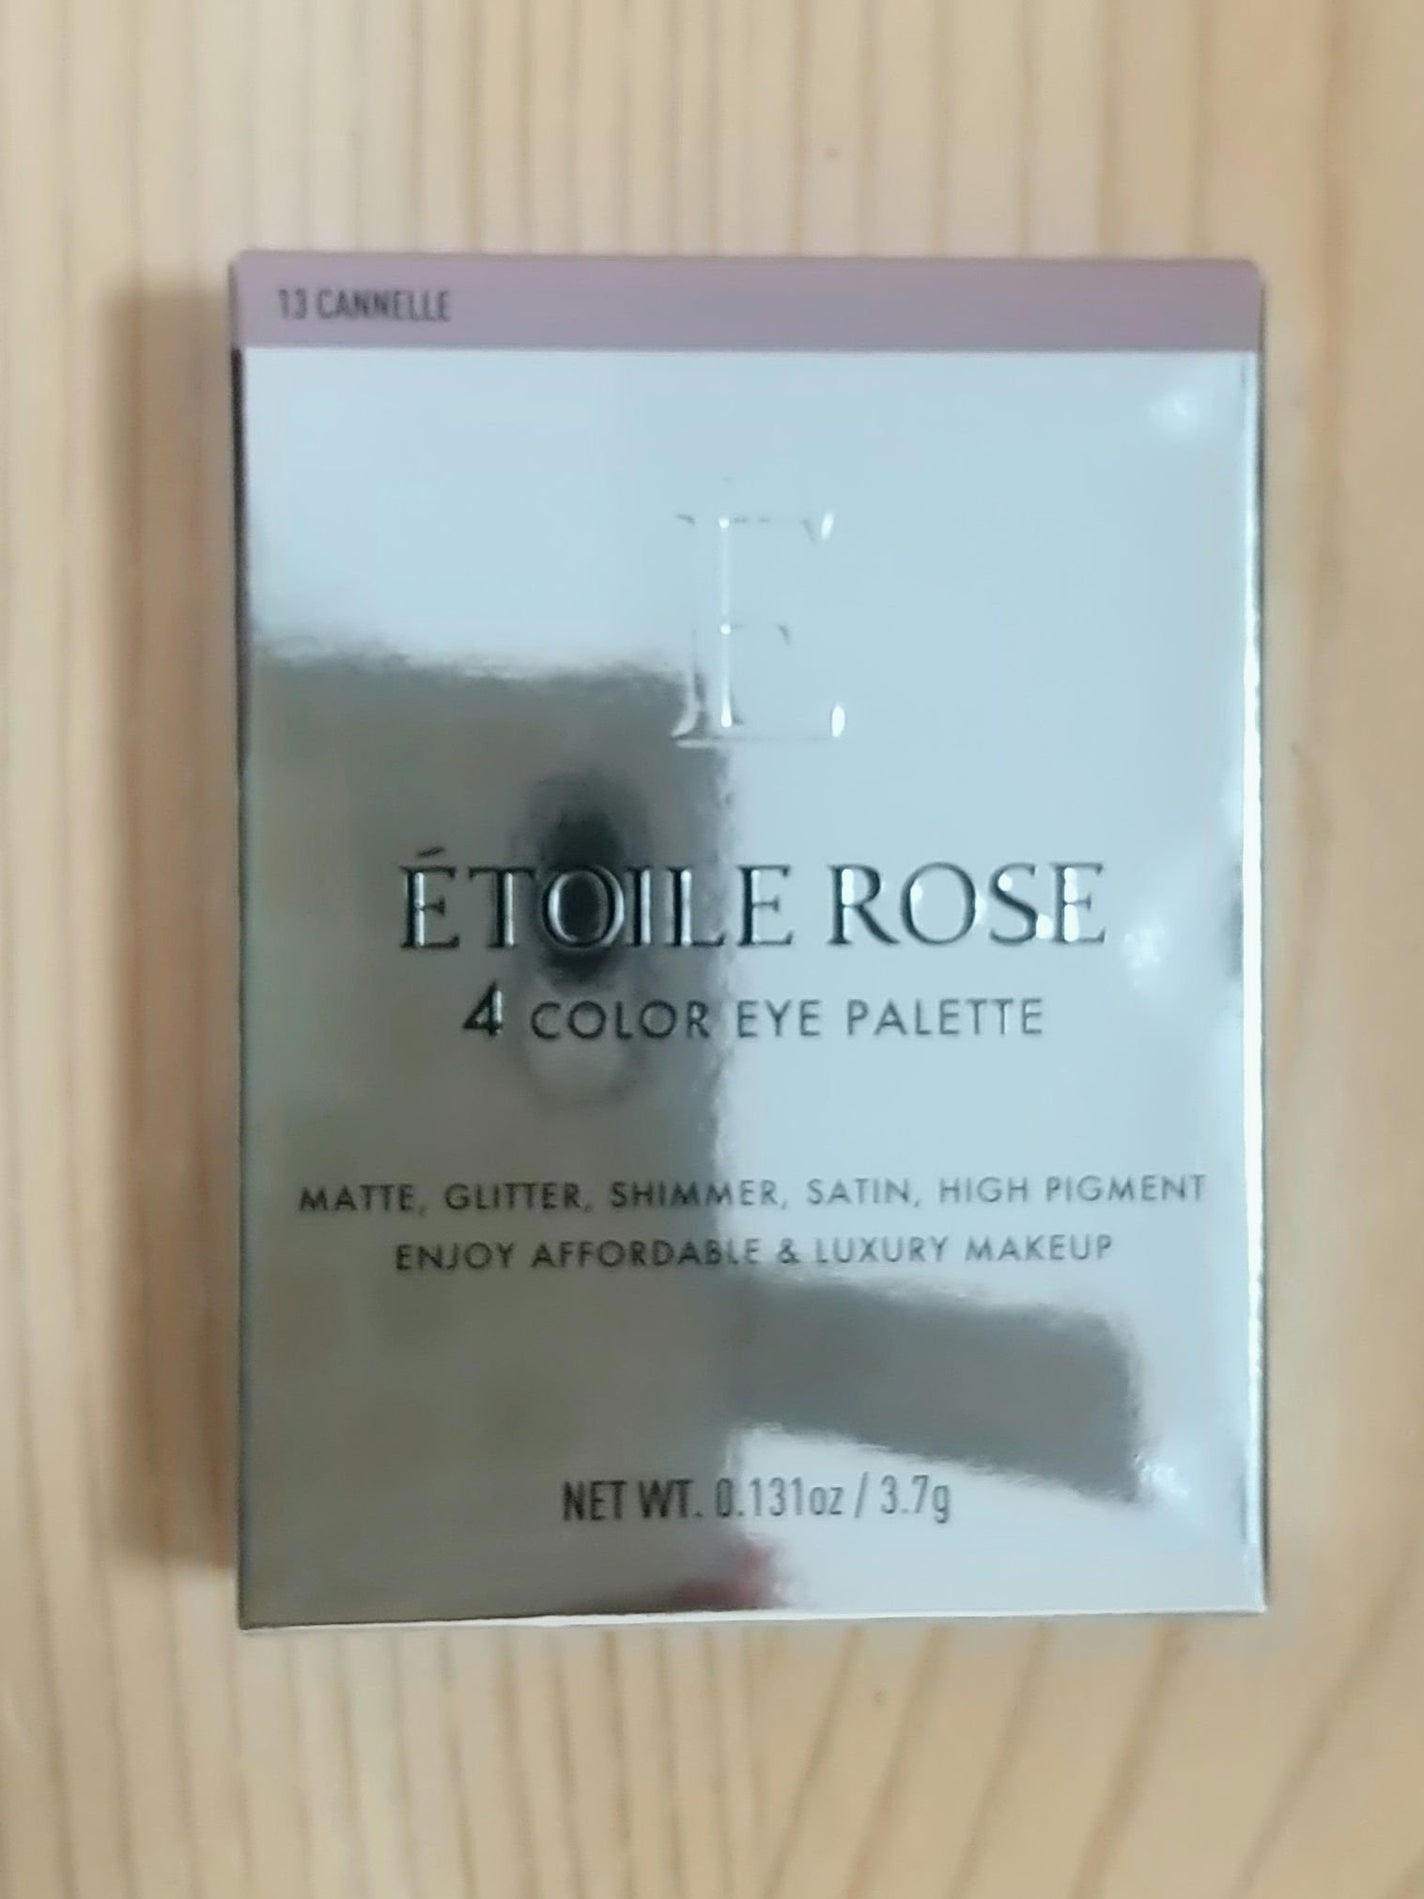 13 CANNELLE
E
ÉTOILE ROSE
4 COLOR EYE PALETTE
MATTE, GLITTER, SHIMMER, SATIN, HIGH PIGMENT
ENJOY AFFORDABLE & LUXURY MAKEUP
NET WT. 0.131oz / 3.7g